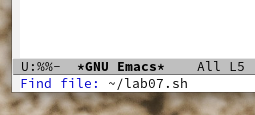 U:%%-  *GNU Emacs*    All L5
Find file: ~/lab07.sh